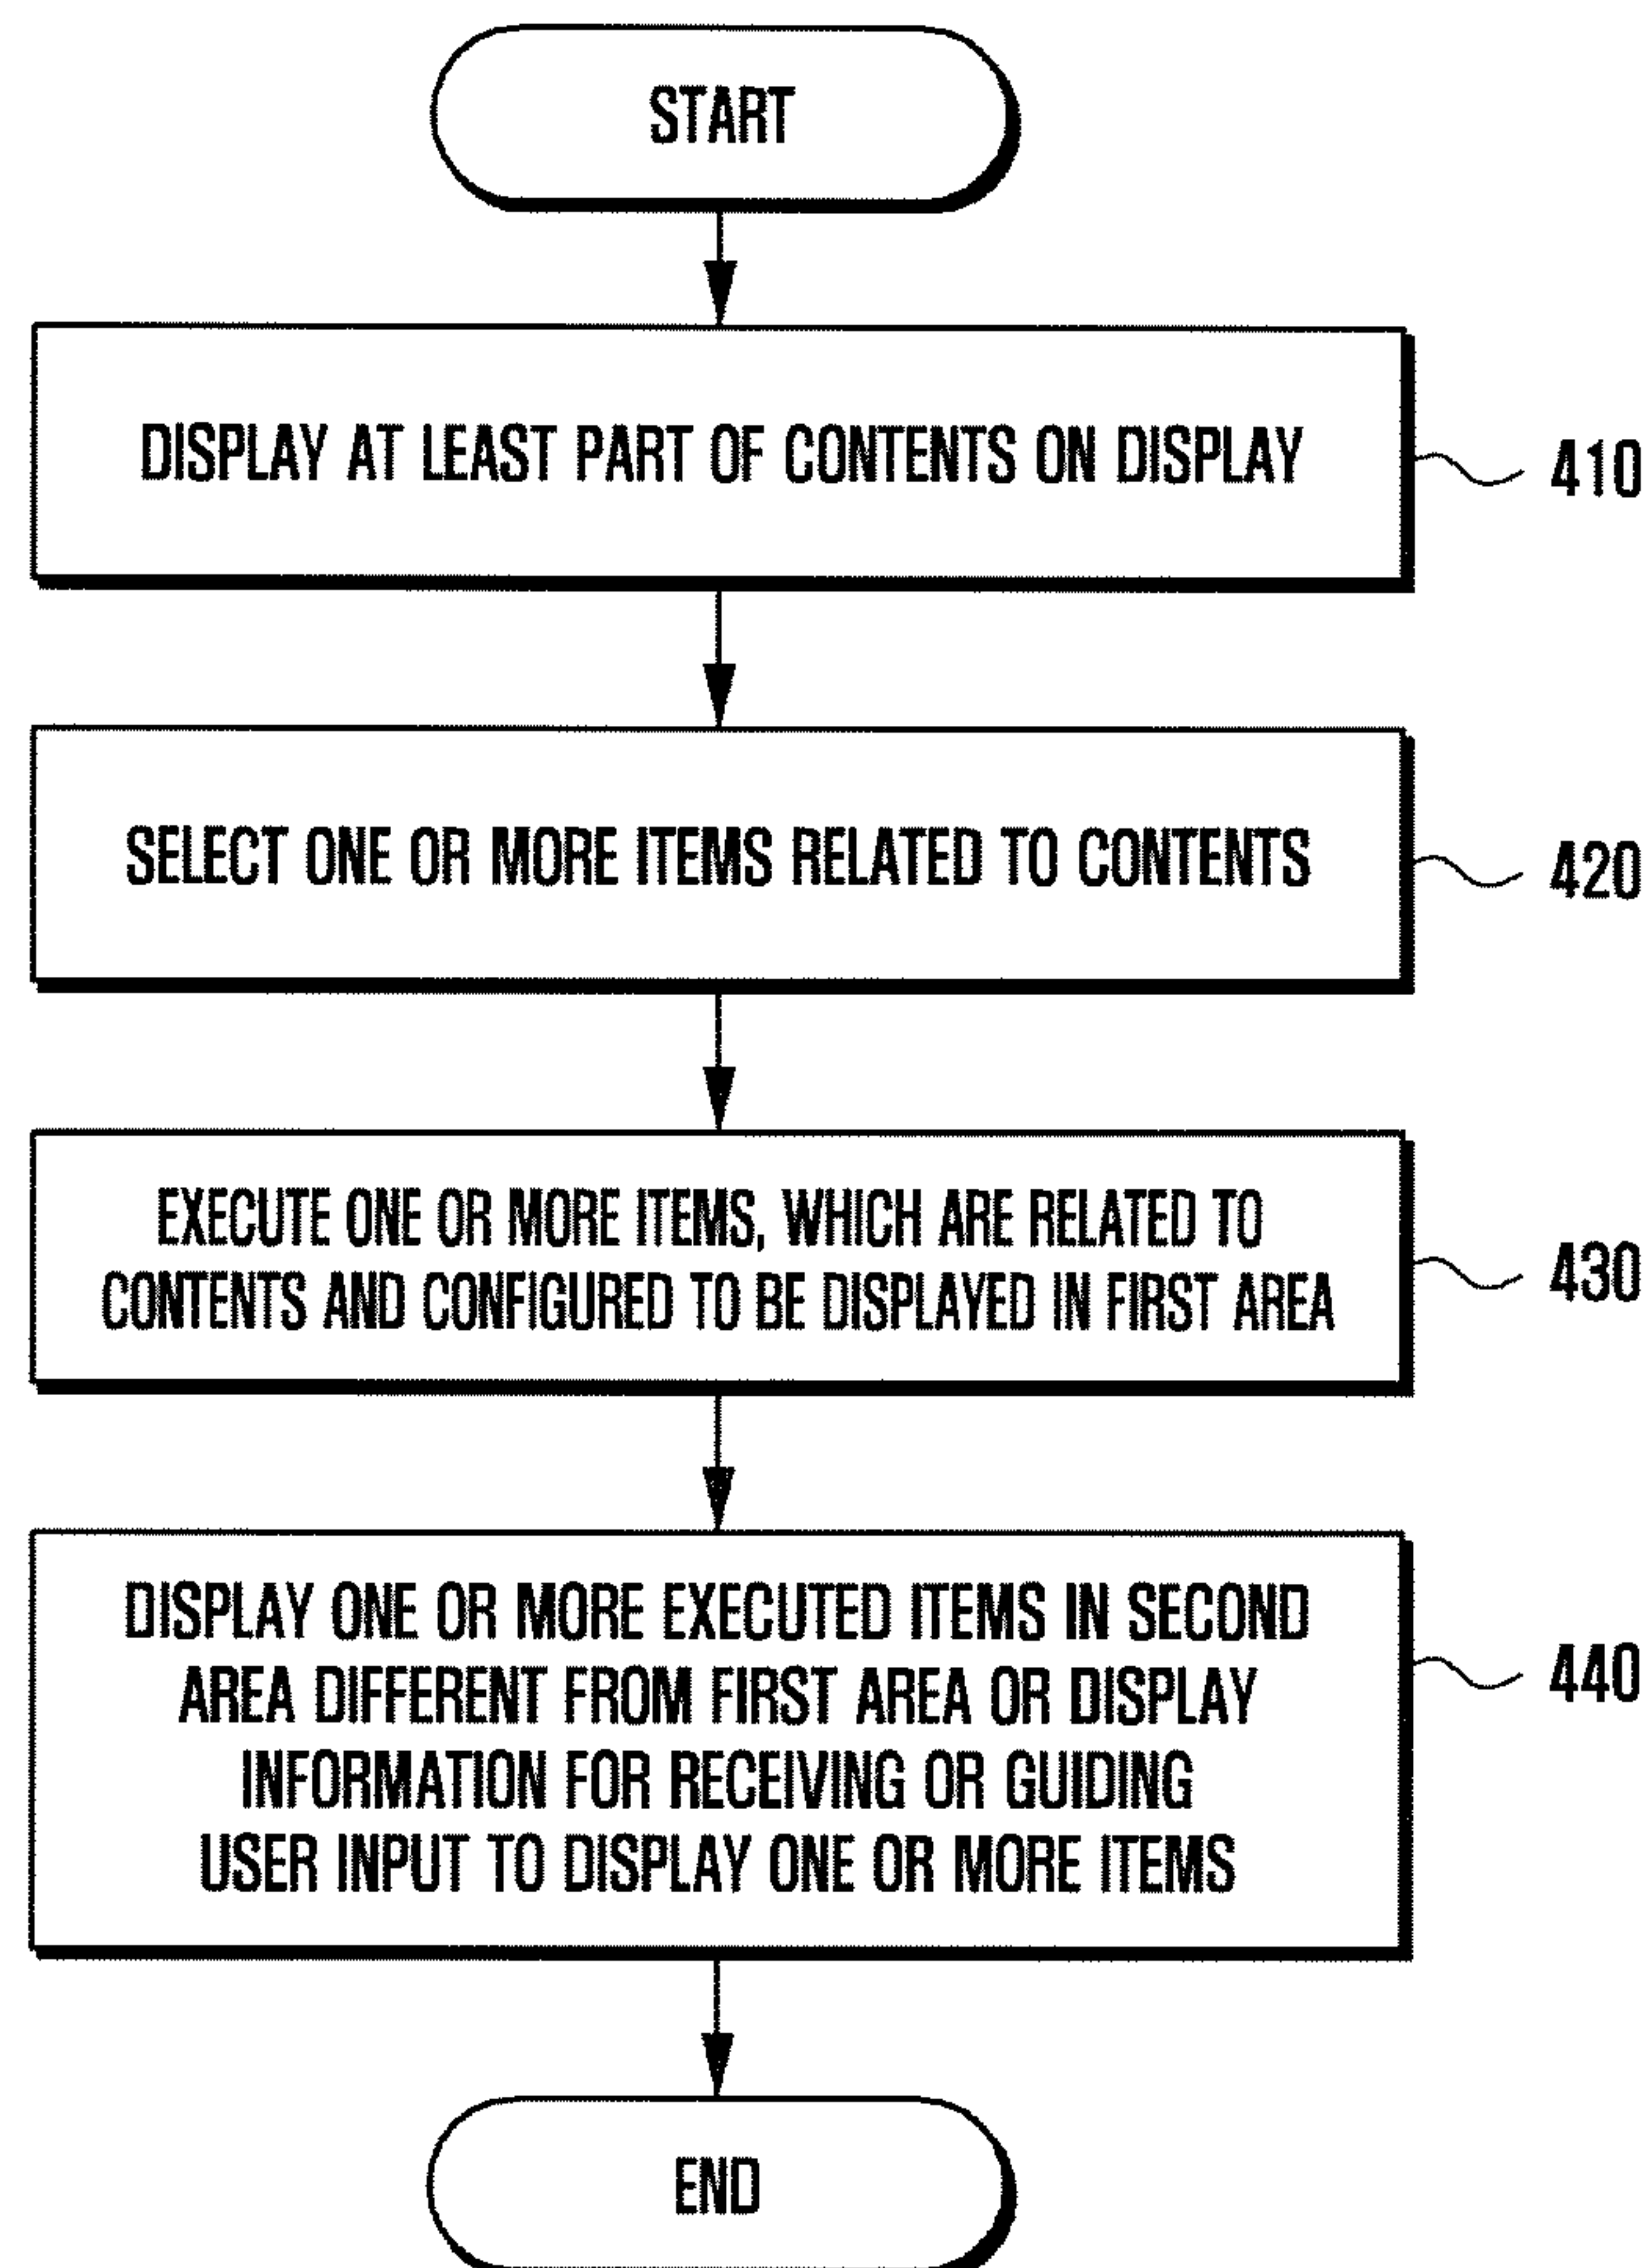 START
DISPLAY AT LEAST PART OF CONTENTS ON DISPLAY
410
SELECT ONE OR MORE ITEMS RELATED TO CONTENTS
420
EXECUTE ONE OR MORE ITEMS, WHICH ARE RELATED TO
CONTENTS AND CONFIGURED TO BE DISPLAYED IN FIRST AREA
430
DISPLAY ONE OR MORE EXECUTED ITEMS IN SECOND
AREA DIFFERENT FROM FIRST AREA OR DISPLAY
INFORMATION FOR RECEIVING OR GUIDING
USER INPUT TO DISPLAY ONE OR MORE ITEMS
440
END